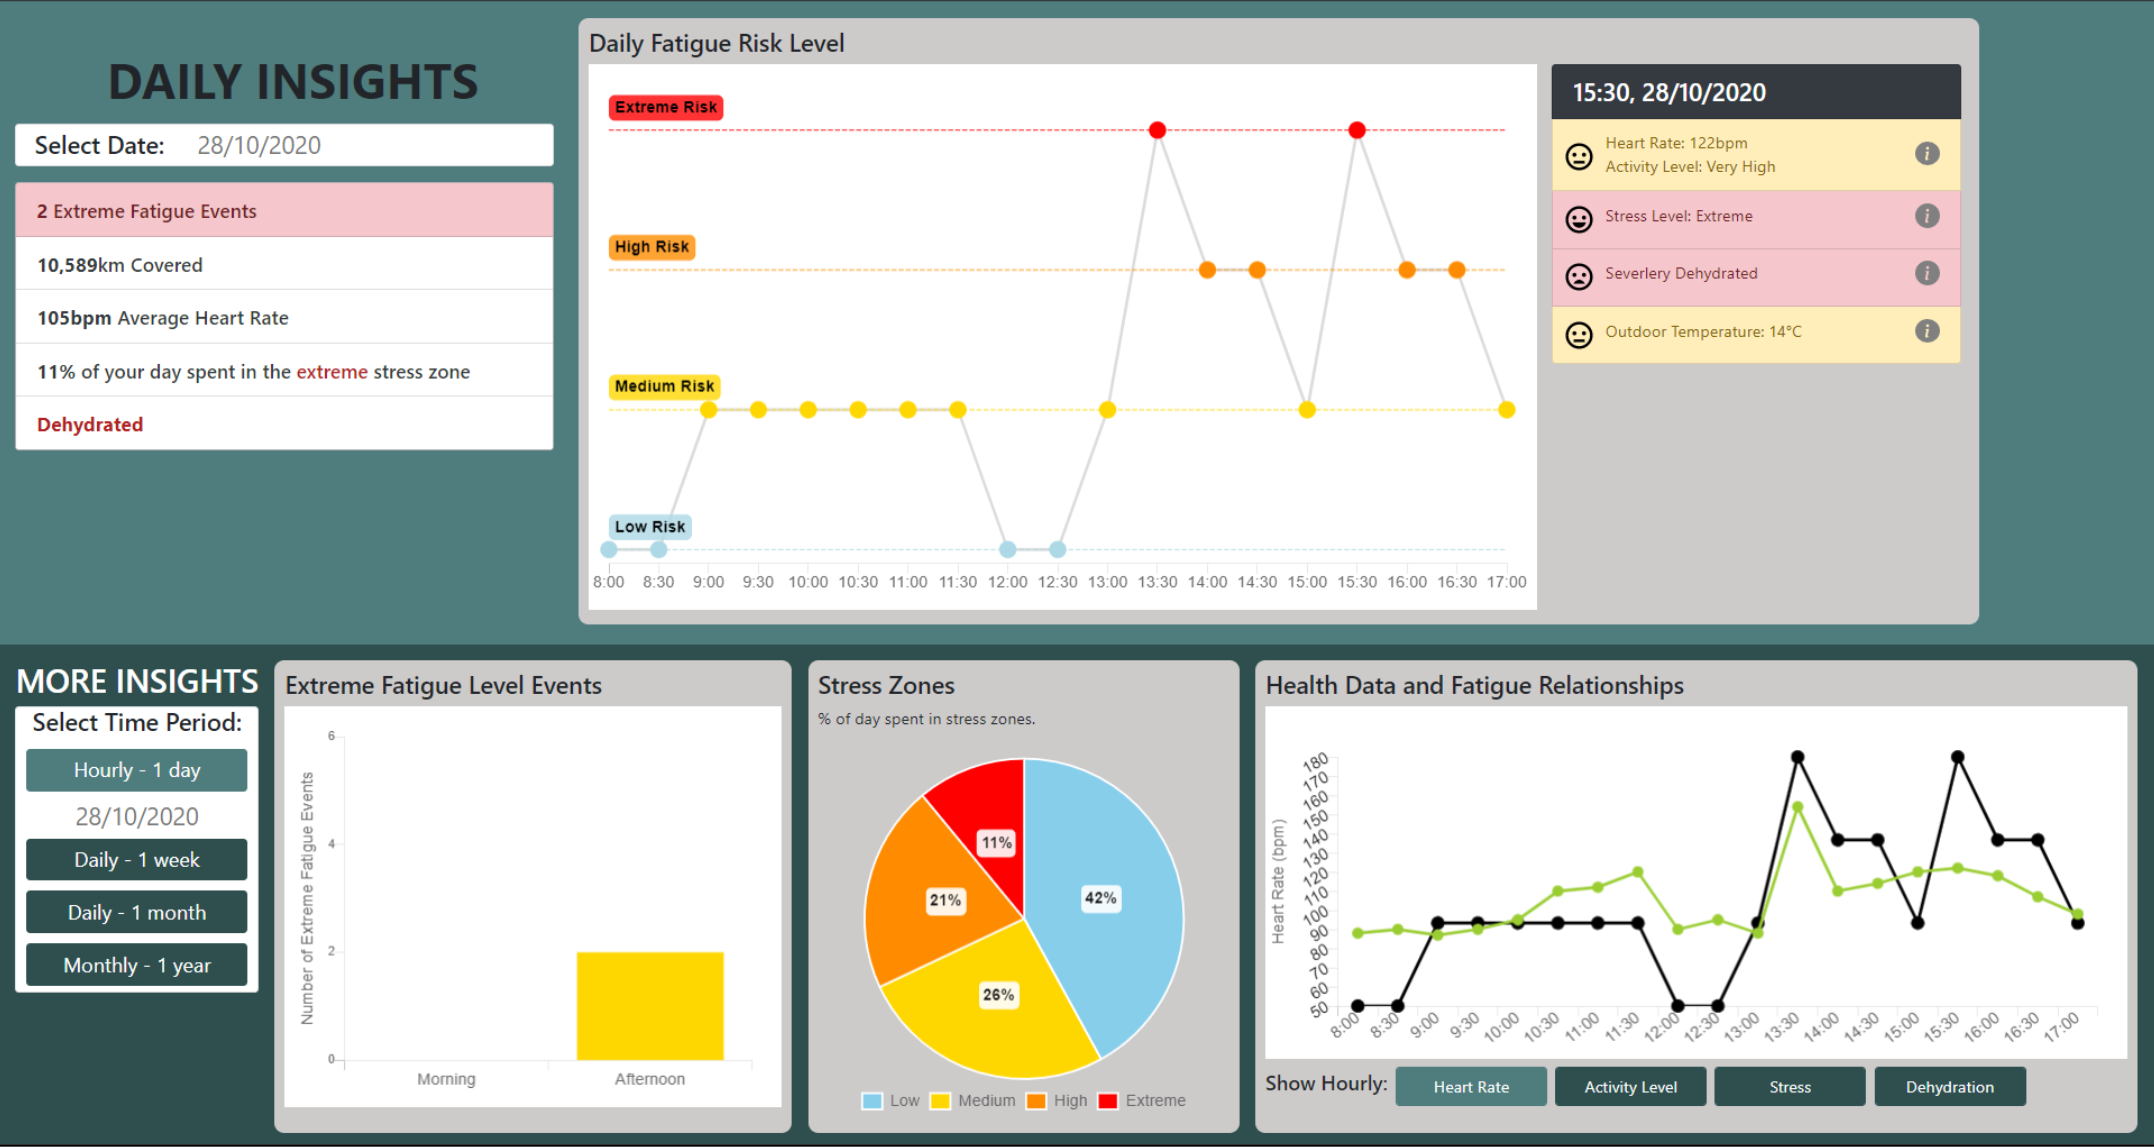 DAILY INSIGHTS
Select Date: 28/10/2020
2 Extreme Fatigue Events
10,589km Covered
105bpm Average Heart Rate
11% of your day spent in the extreme stress zone
Dehydrated
Daily Fatigue Risk Level
Extreme Risk
High Risk
Medium Risk
Low Risk
8:00 8:30 9:00 9:30 10:00 10:30 11:00 11:30 12:00 12:30 13:00 13:30 14:00 14:30 15:00 15:30 16:00 16:30 17:00
15:30, 28/10/2020
Heart Rate: 122bpm
Activity Level: Very High
i
Stress Level: Extreme
i
Severlery Dehydrated
i
Outdoor Temperature: 14°C
i
MORE INSIGHTS
Select Time Period:
Hourly - 1 day
28/10/2020
Daily - 1 week
Daily - 1 month
Monthly - 1 year
Extreme Fatigue Level Events
Number of Extreme Fatigue Events
6
4
2
0
Morning Afternoon
Stress Zones
% of day spent in stress zones.
11%
42%
21%
26%
Low Medium High Extreme
Health Data and Fatigue Relationships
Heart Rate (bpm)
180
170
160
150
140
130
120
110
100
90
80
70
60
50
8:00 8:30 9:00 9:30 10:00 10:30 11:00 11:30 12:00 12:30 13:00 13:30 14:00 14:30 15:00 15:30 16:00 16:30 17:00
Show Hourly: Heart Rate Activity Level Stress Dehydration